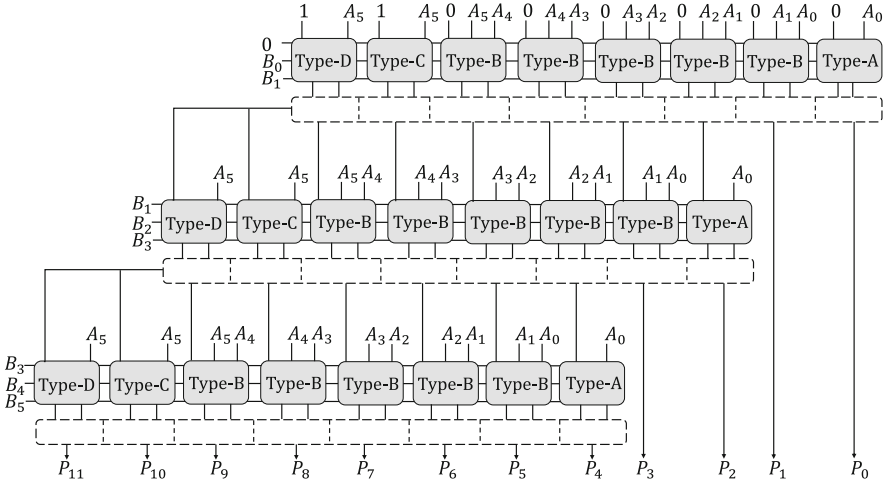 1 A₅ 1 A₅ 0 A₅ A₄ 0 A₄ A₃ 0 A₃ A₂ 0 A₂ A₁ 0 A₁ A₀ 0 A₀
0
B₀ Type-D Type-C Type-B Type-B Type-B Type-B Type-B Type-A
B₁
A₅ A₅ A₅ A₄ A₄ A₃ A₃ A₂ A₂ A₁ A₁ A₀ A₀
B₁
B₂ Type-D Type-C Type-B Type-B Type-B Type-B Type-B Type-A
B₃
A₅ A₅ A₅ A₄ A₄ A₃ A₃ A₂ A₂ A₁ A₁ A₀ A₀
B₃
B₄ Type-D Type-C Type-B Type-B Type-B Type-B Type-B Type-A
B₅
P₁₁ P₁₀ P₉ P₈ P₇ P₆ P₅ P₄ P₃ P₂ P₁ P₀